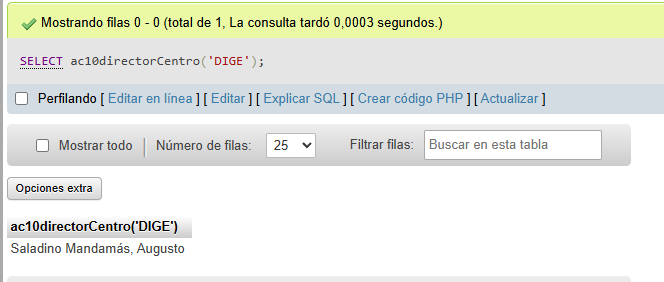 Mostrando filas 0 - 0 (total de 1, La consulta tardó 0,0003 segundos.)
SELECT ac10directorCentro('DIGE');
Perfilando [ Editar en línea ] [ Editar ] [ Explicar SQL ] [ Crear código PHP ] [ Actualizar ]
Mostrar todo Número de filas: 25 Filtrar filas: Buscar en esta tabla
Opciones extra
ac10directorCentro('DIGE')
Saladino Mandamás, Augusto